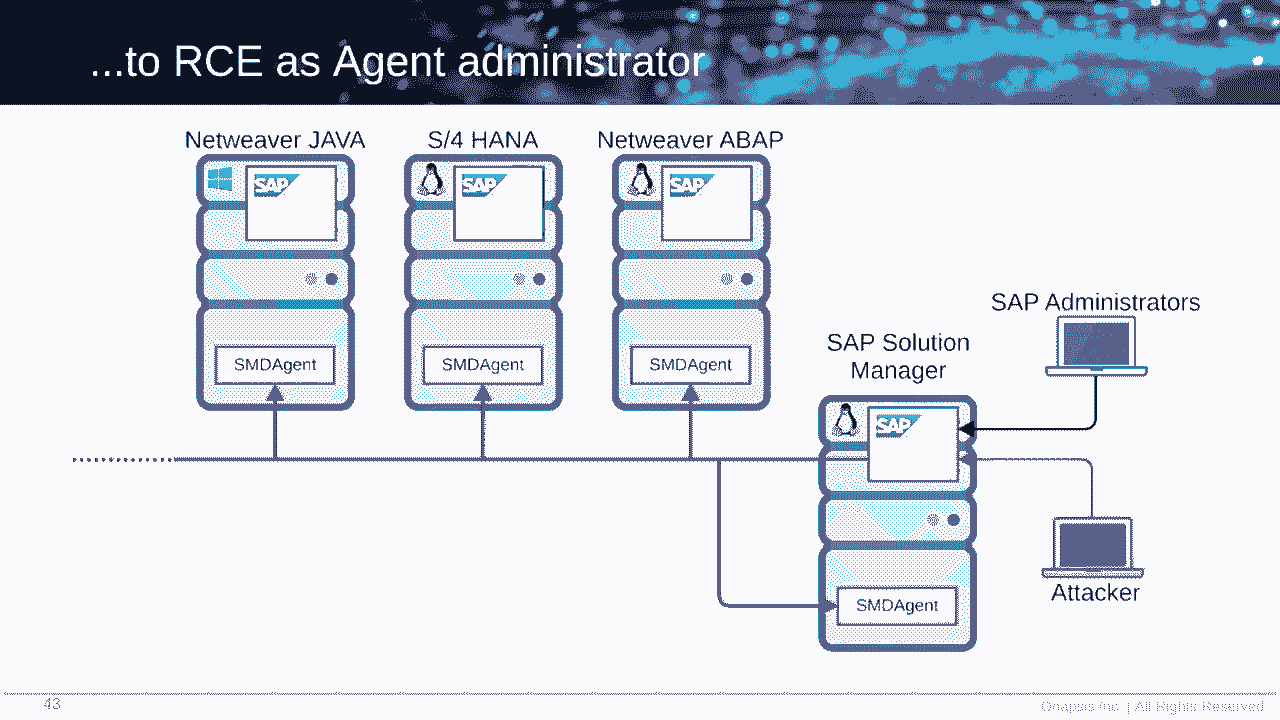 ...to RCE as Agent administrator
Netweaver JAVA
S/4 HANA
Netweaver ABAP
SAP
SAP
SAP
SMDAgent
SMDAgent
SMDAgent
SAP Administrators
SAP Solution
Manager
SAP
SMDAgent
Attacker
43
Onapsis Inc. | All Rights Reserved